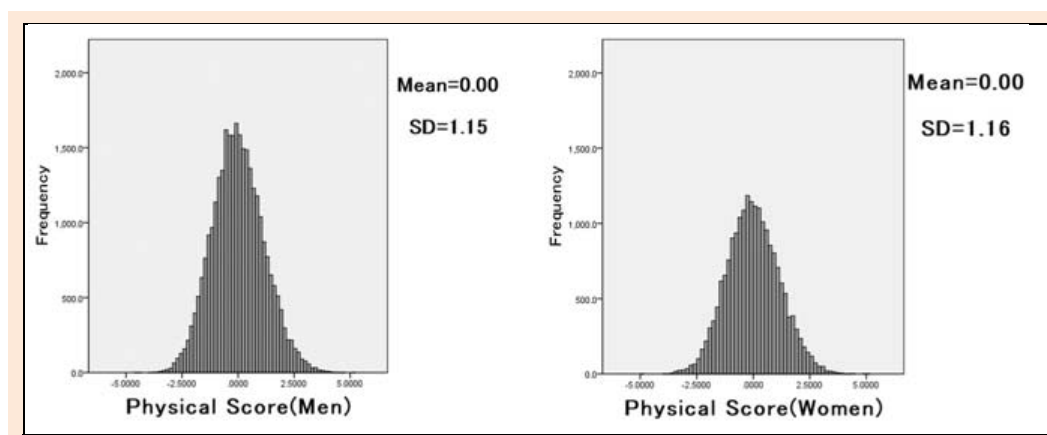 2,000.0
1,500.0
1,000.0
500.0
0.0
Frequency
-5.0000
-2.5000
.0000
2.5000
5.0000
Physical Score(Men)
Mean=0.00
SD=1.15
2,000.0
1,500.0
1,000.0
500.0
0.0
Frequency
-5.0000
-2.5000
.0000
2.5000
5.0000
Physical Score(Women)
Mean=0.00
SD=1.16